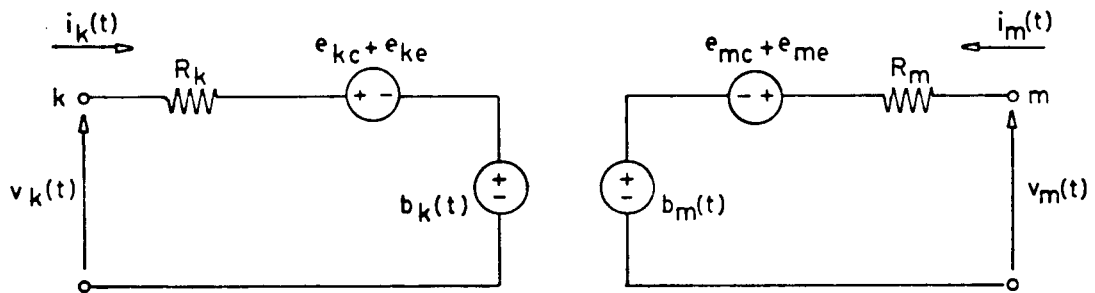 i_k(t)
i_m(t)
e_kc + e_ke
e_mc + e_me
R_k
R_m
k
+ -
- +
m
v_k(t)
b_k(t)
+
-
+
-
b_m(t)
v_m(t)